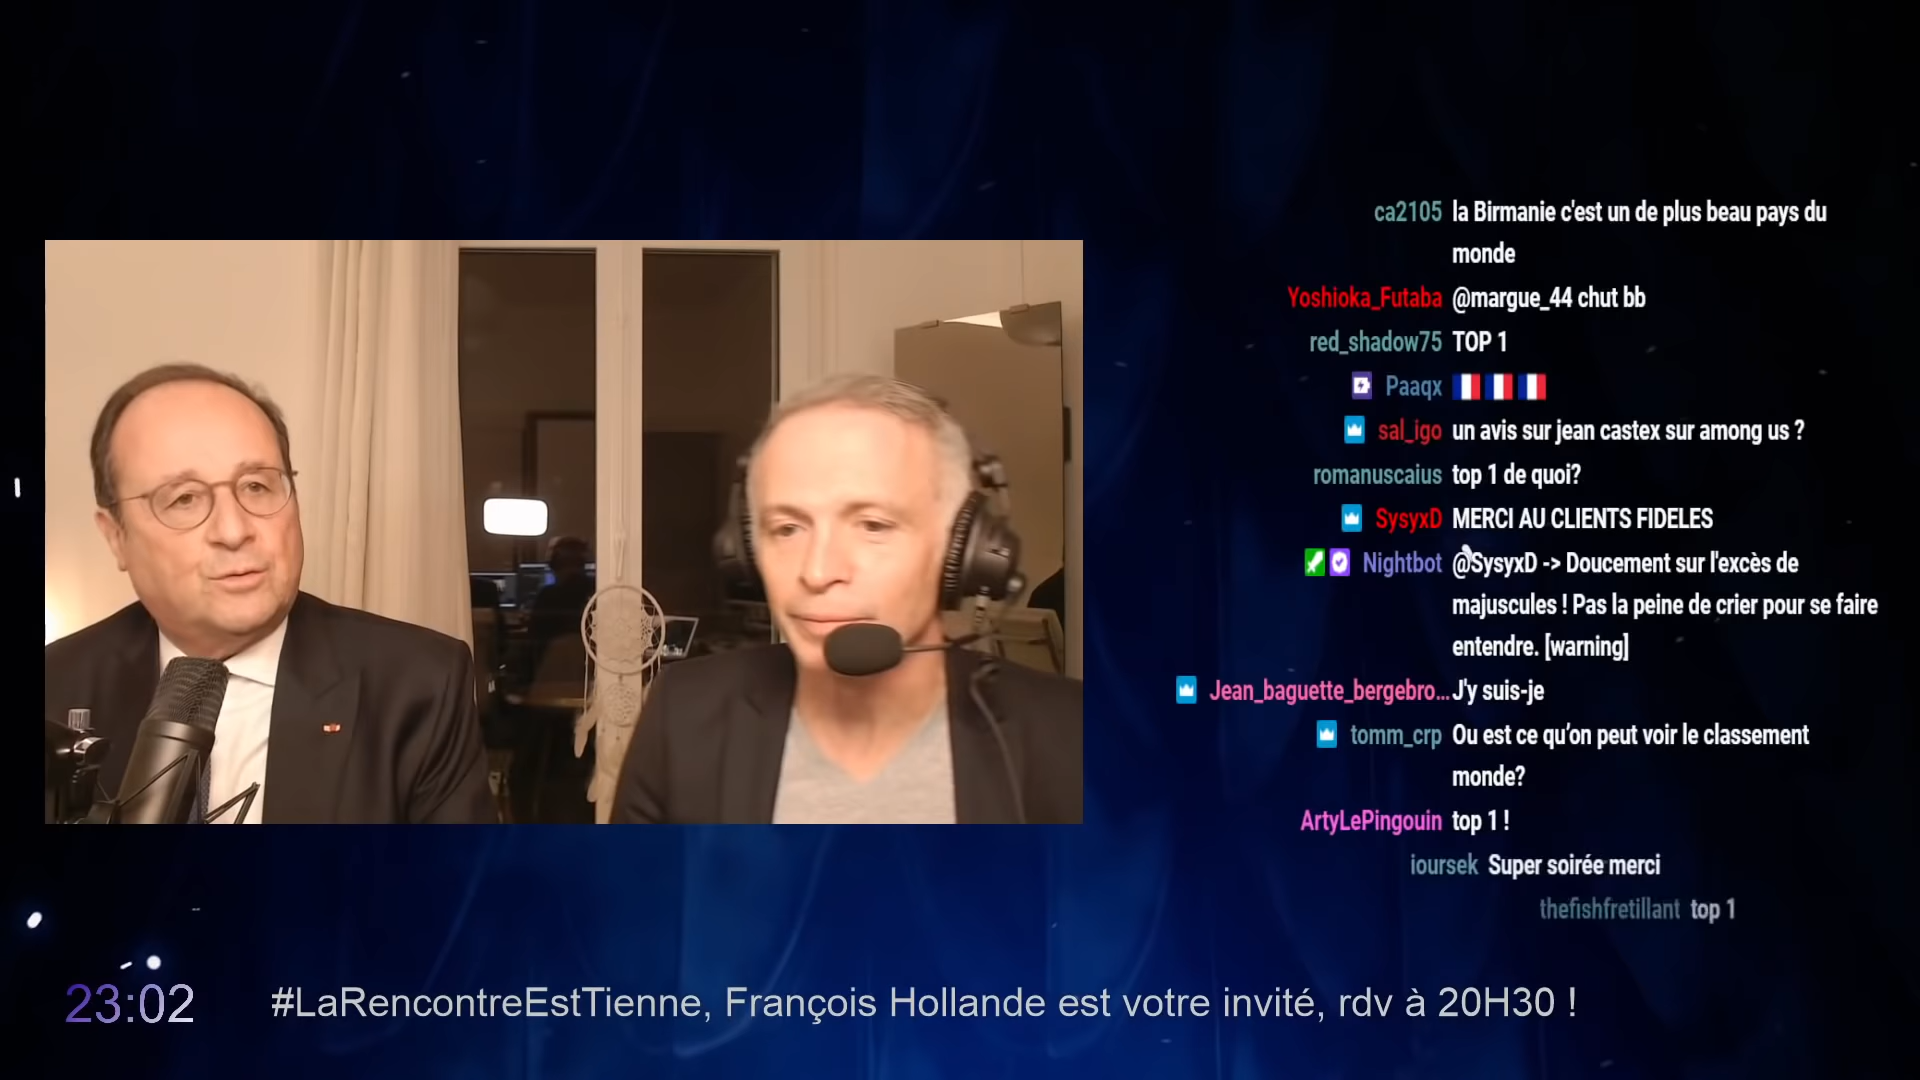 ca2105 la Birmanie c'est un de plus beau pays du
monde
Yoshioka_Futaba @margue_44 chut bb
red_shadow75 TOP 1
Paaqx 🇫🇷 🇫🇷 🇫🇷
sal_igo un avis sur jean castex sur among us ?
romanuscaius top 1 de quoi?
SysyxD MERCI AU CLIENTS FIDELES
Nightbot @SysyxD -> Doucement sur l'excès de
majuscules ! Pas la peine de crier pour se faire
entendre. [warning]
Jean_baguette_bergebro... J'y suis-je
tomm_crp Ou est ce qu’on peut voir le classement
monde?
ArtyLePingouin top 1 !
ioursek Super soirée merci
thefishfretillant top 1
23:02 #LaRencontreEstTienne, François Hollande est votre invité, rdv à 20H30 !